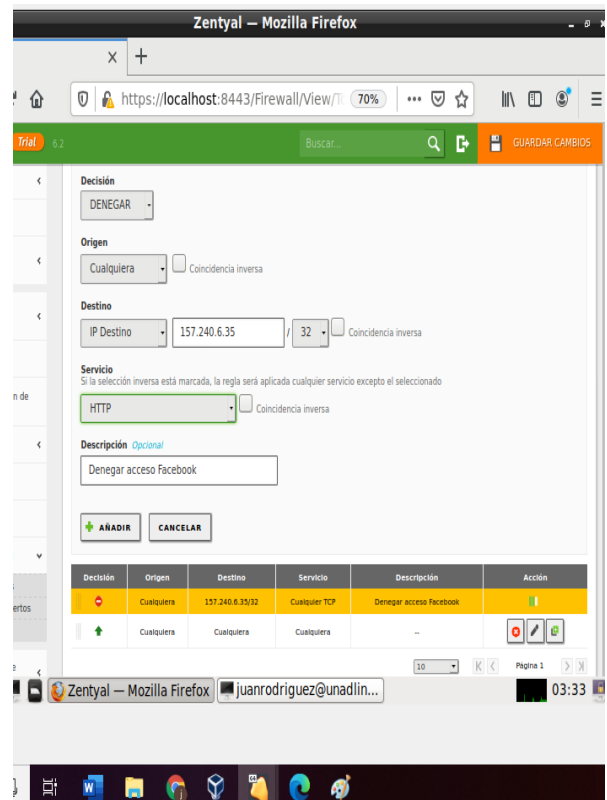 Zentyal — Mozilla Firefox
https://localhost:8443/Firewall/View/To
70%
Trial 6.2
Buscar...
GUARDAR CAMBIOS
Decisión
DENEGAR
Origen
Cualquiera
Coincidencia inversa
Destino
IP Destino 157.240.6.35 / 32 Coincidencia inversa
Servicio
Si la selección inversa está marcada, la regla será aplicada cualquier servicio excepto el seleccionado
HTTP
Coincidencia inversa
n de
Descripción Opcional
Denegar acceso Facebook
AÑADIR CANCELAR
Decisión Origen Destino Servicio Descripción Acción
Cualquiera 157.240.6.35/32 Cualquier TCP Denegar acceso Facebook
ertos
Cualquiera Cualquiera Cualquiera --
10 Página 1
Zentyal — Mozilla Firefox juanrodriguez@unadlin... 03:33